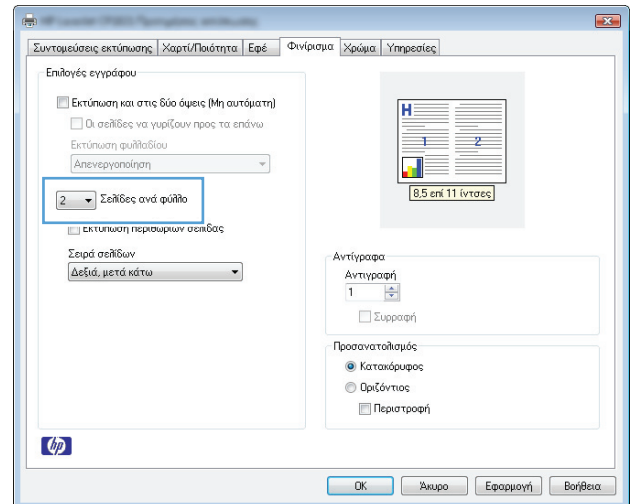 Συντομεύσεις εκτύπωσης Χαρτί/Ποιότητα Εφέ Φινίρισμα Χρώμα Υπηρεσίες
Επιλογές εγγράφου
Εκτύπωση και στις δύο όψεις (Μη αυτόματη)
Οι σελίδες να γυρίζουν προς τα επάνω
Εκτύπωση φυλλαδίου
Απενεργοποίηση
2 Σελίδες ανά φύλλο
Εκτύπωση περιθωρίων σελίδας
Σειρά σελίδων
Δεξιά, μετά κάτω
H
1 2
8,5 επί 11 ίντσες
Αντίγραφα
Αντιγραφή
1
Συρραφή
Προσανατολισμός
Κατακόρυφος
Οριζόντιος
Περιστροφή
hp
OK Άκυρο Εφαρμογή Βοήθεια